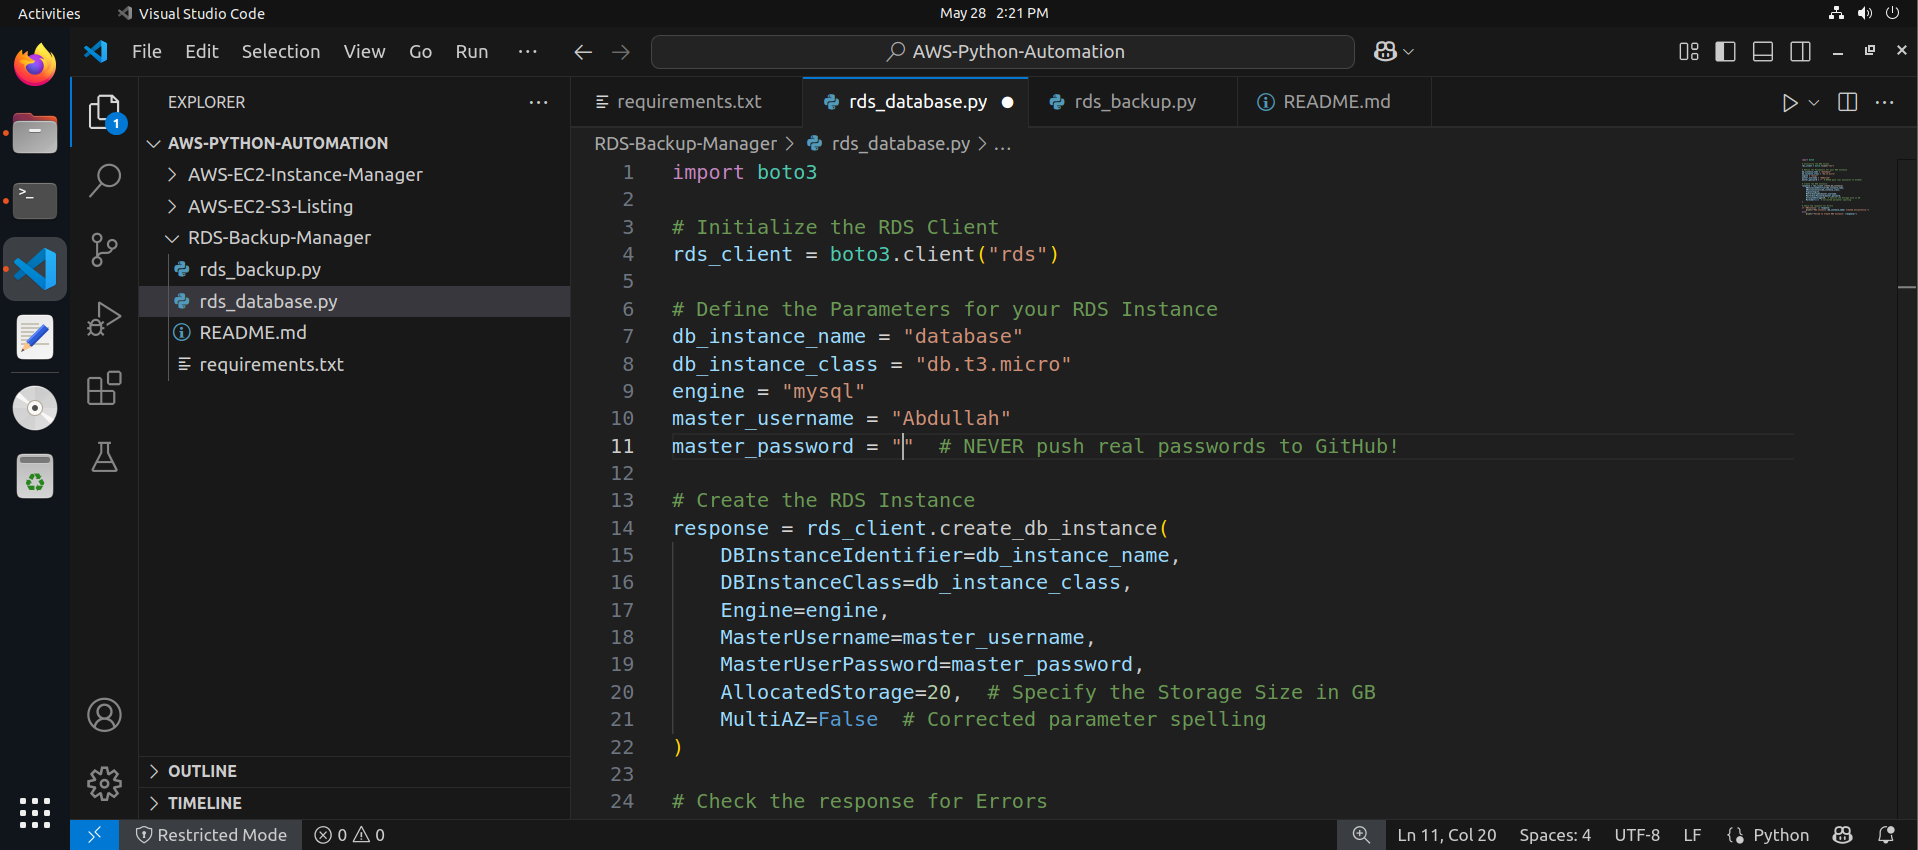 Activities Visual Studio Code May 28 2:21 PM
File Edit Selection View Go Run ··· AWS-Python-Automation
EXPLORER ···
requirements.txt rds_database.py rds_backup.py README.md ···
1
AWS-PYTHON-AUTOMATION
AWS-EC2-Instance-Manager
AWS-EC2-S3-Listing
RDS-Backup-Manager
rds_backup.py
rds_database.py
README.md
requirements.txt
OUTLINE
TIMELINE
RDS-Backup-Manager > rds_database.py > ...
1 import boto3
2
3 # Initialize the RDS Client
4 rds_client = boto3.client("rds")
5
6 # Define the Parameters for your RDS Instance
7 db_instance_name = "database"
8 db_instance_class = "db.t3.micro"
9 engine = "mysql"
10 master_username = "Abdullah"
11 master_password = ""  # NEVER push real passwords to GitHub!
12
13 # Create the RDS Instance
14 response = rds_client.create_db_instance(
15     DBInstanceIdentifier=db_instance_name,
16     DBInstanceClass=db_instance_class,
17     Engine=engine,
18     MasterUsername=master_username,
19     MasterUserPassword=master_password,
20     AllocatedStorage=20,  # Specify the Storage Size in GB
21     MultiAZ=False  # Corrected parameter spelling
22 )
23
24 # Check the response for Errors
Restricted Mode 0 0 Ln 11, Col 20 Spaces: 4 UTF-8 LF {} Python